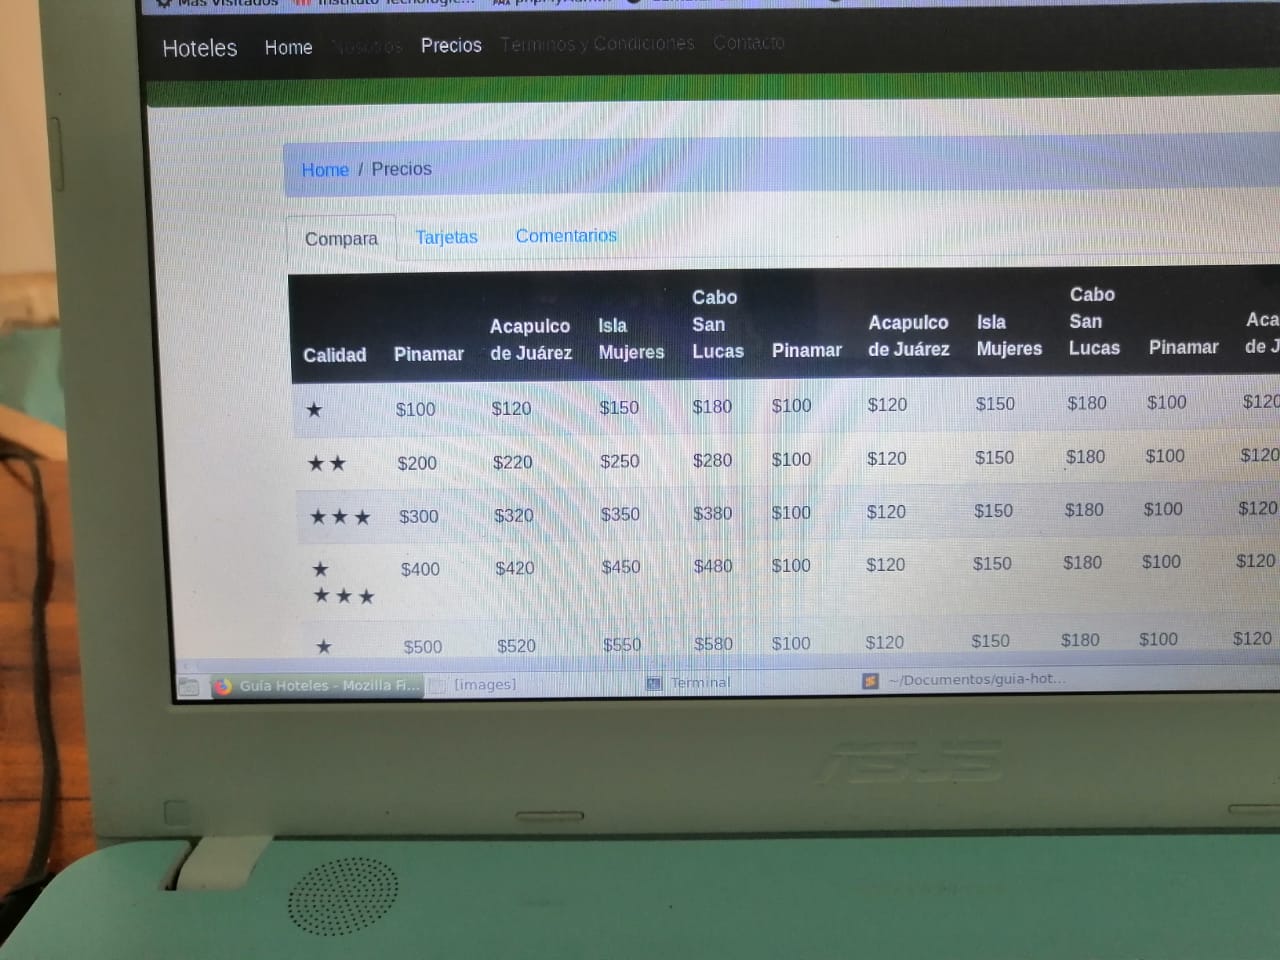 Más visitados Instituto Tecnológic...
Hoteles Home Nosotros Precios Términos y Condiciones Contacto
Home / Precios
Compara Tarjetas Comentarios
Calidad Pinamar Acapulco de Juárez Isla Mujeres Cabo San Lucas Pinamar Acapulco de Juárez Isla Mujeres Cabo San Lucas Pinamar Aca de J
★ $100 $120 $150 $180 $100 $120 $150 $180 $100 $120
★★ $200 $220 $250 $280 $100 $120 $150 $180 $100 $120
★★★ $300 $320 $350 $380 $100 $120 $150 $180 $100 $120
★ $400 $420 $450 $480 $100 $120 $150 $180 $100 $120
★★★
★ $500 $520 $550 $580 $100 $120 $150 $180 $100 $120
Guía Hoteles - Mozilla Fi... [images] Terminal ~/Documentos/guia-hot...
ASUS